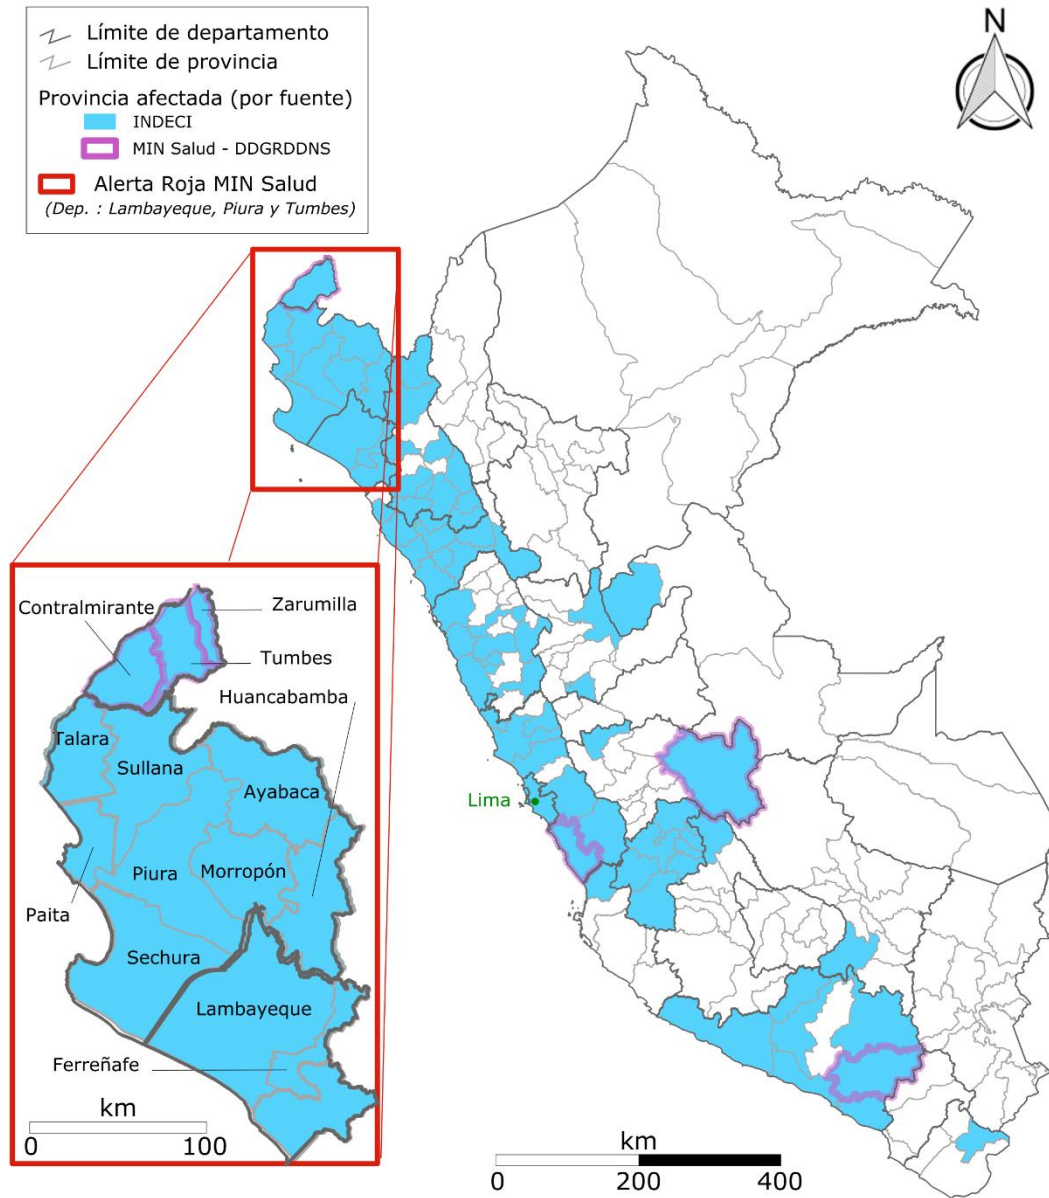 Límite de departamento
Límite de provincia
Provincia afectada (por fuente)
INDECI
MIN Salud - DDGRDDNS
Alerta Roja MIN Salud
(Dep. : Lambayeque, Piura y Tumbes)
N
Lima
Contralmirante
Zarumilla
Tumbes
Huancabamba
Talara
Sullana
Ayabaca
Piura
Morropón
Paita
Sechura
Lambayeque
Ferreñafe
km
0 100
km
0 200 400